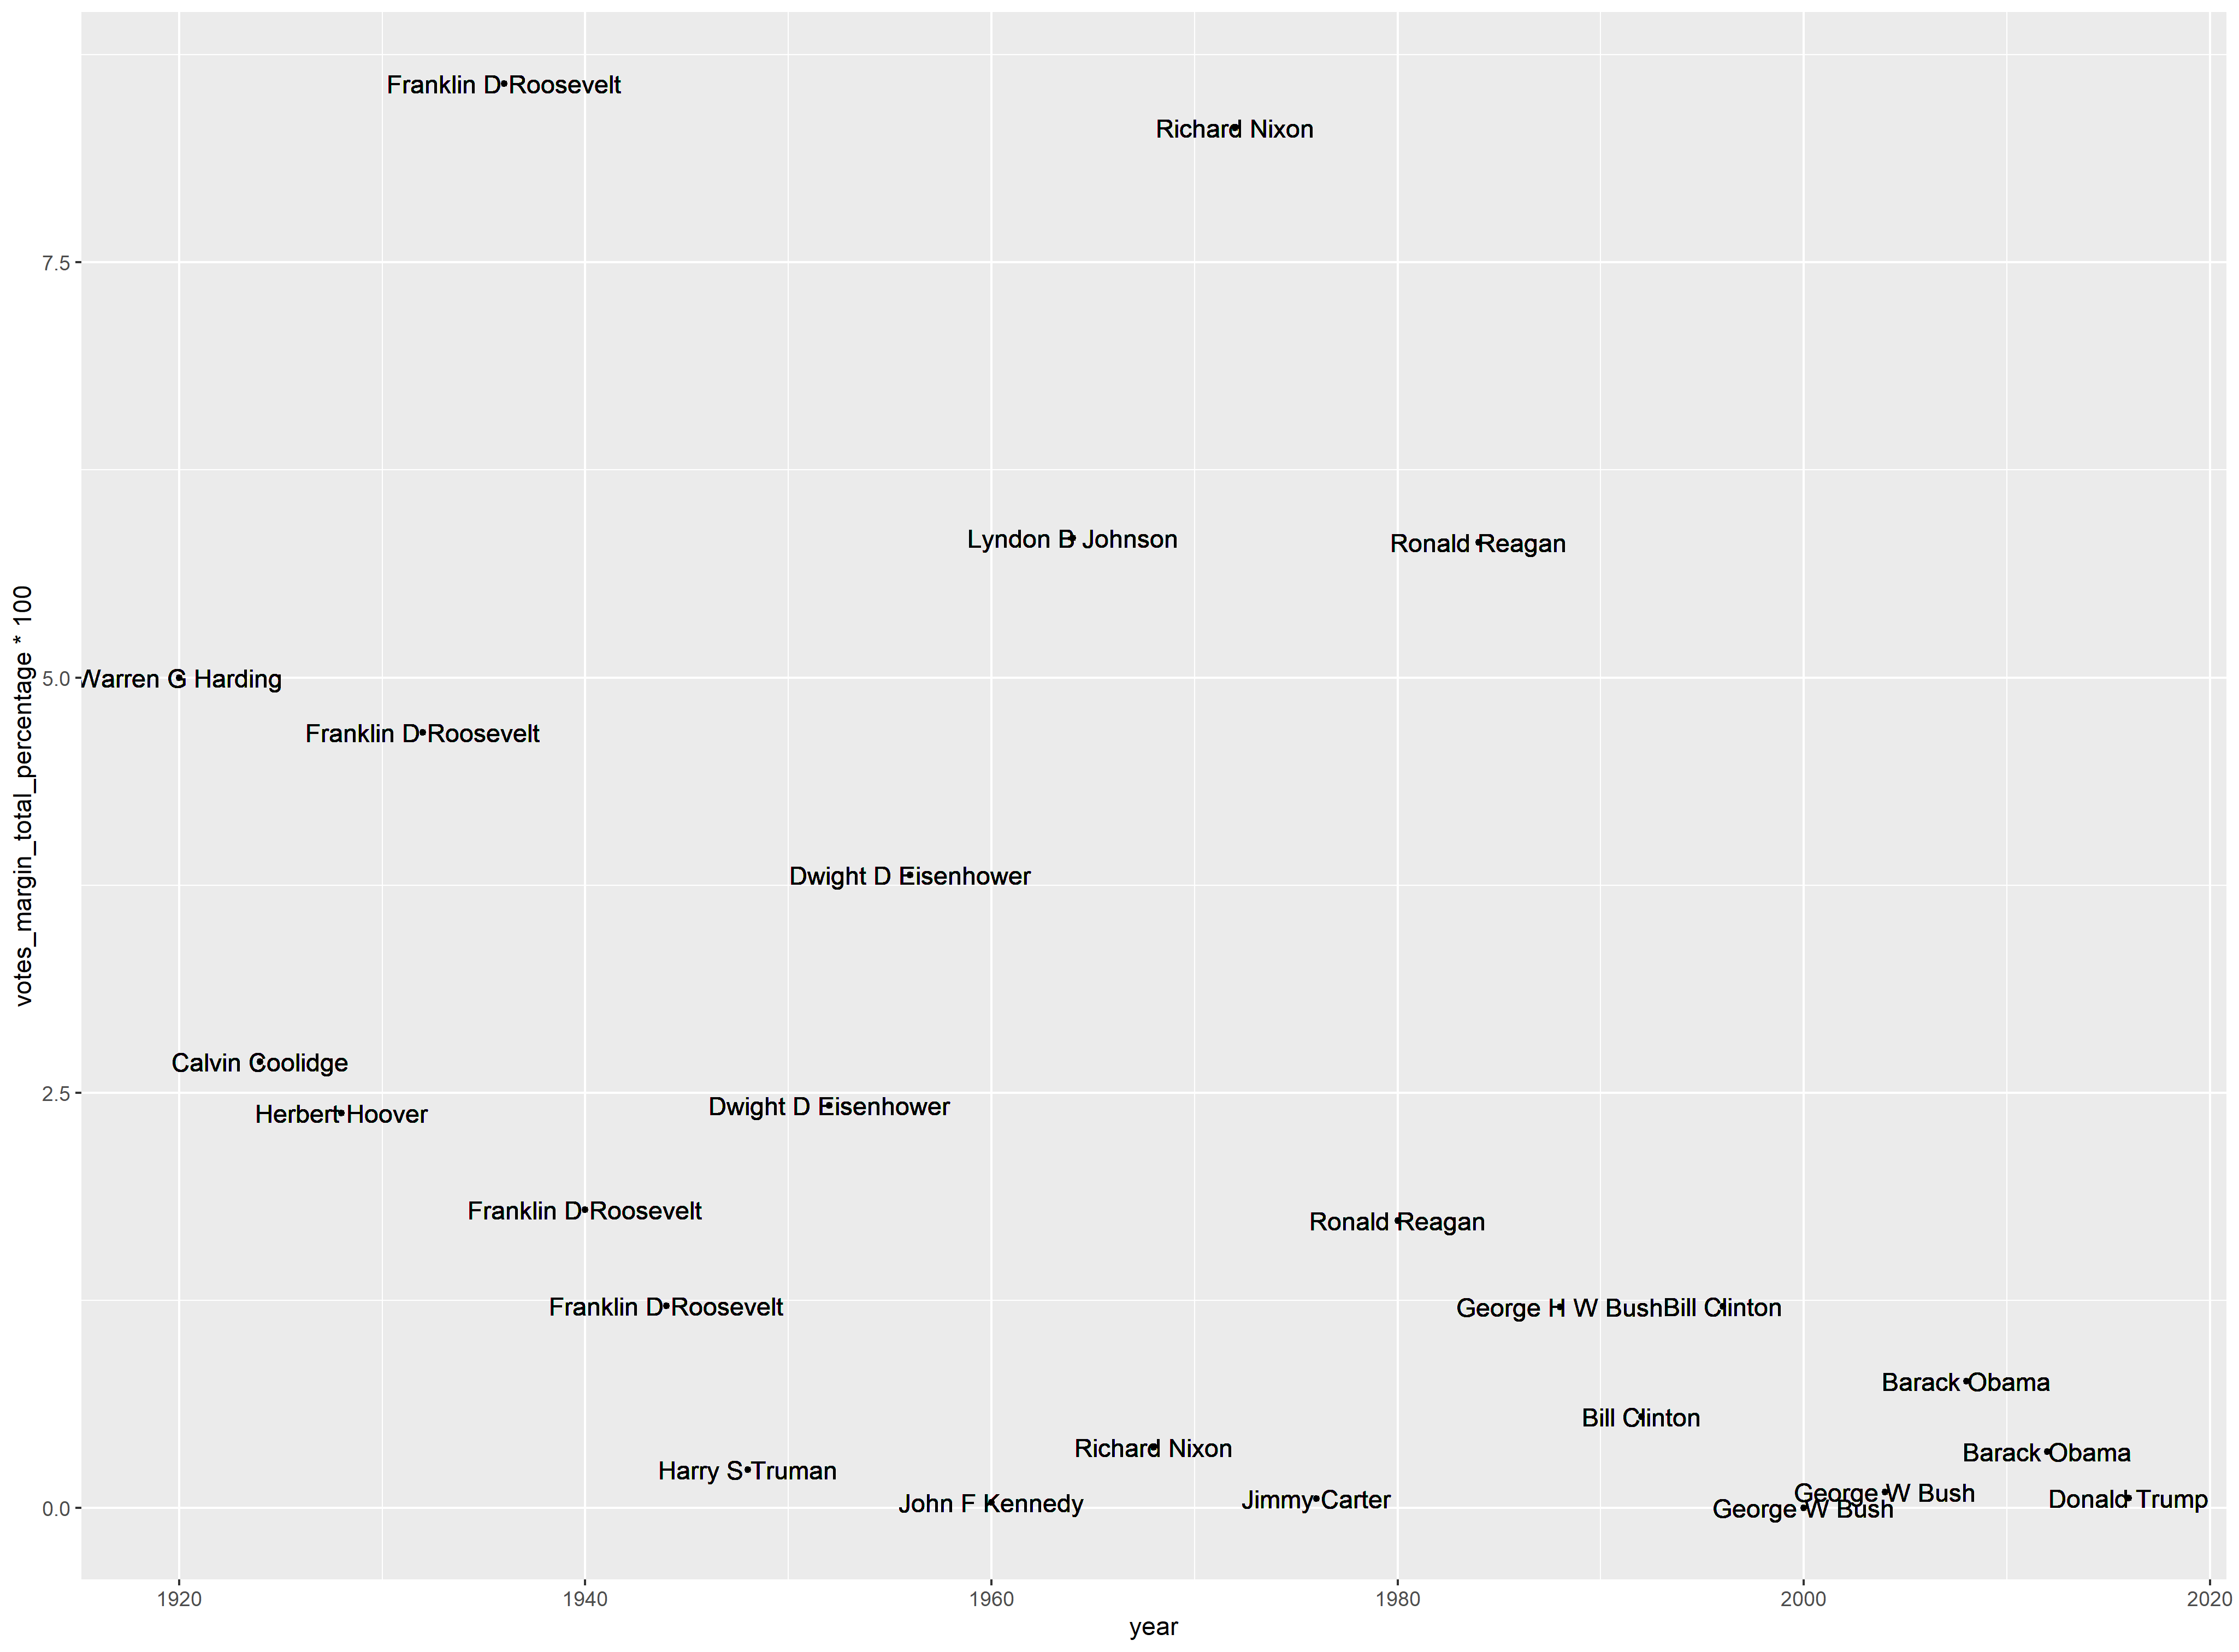 Franklin D Roosevelt
Richard Nixon
7.5
Lyndon B Johnson
Ronald Reagan
votes_margin_total_percentage * 100
5.0
Warren G Harding
Franklin D Roosevelt
Dwight D Eisenhower
Calvin Coolidge
2.5
Dwight D Eisenhower
Herbert Hoover
Franklin D Roosevelt
Ronald Reagan
Franklin D Roosevelt
George H W Bush
Bill Clinton
Barack Obama
Bill Clinton
Richard Nixon
Barack Obama
Harry S Truman
George W Bush
John F Kennedy
Jimmy Carter
Donald Trump
0.0
George W Bush
1920
1940
1960
1980
2000
2020
year